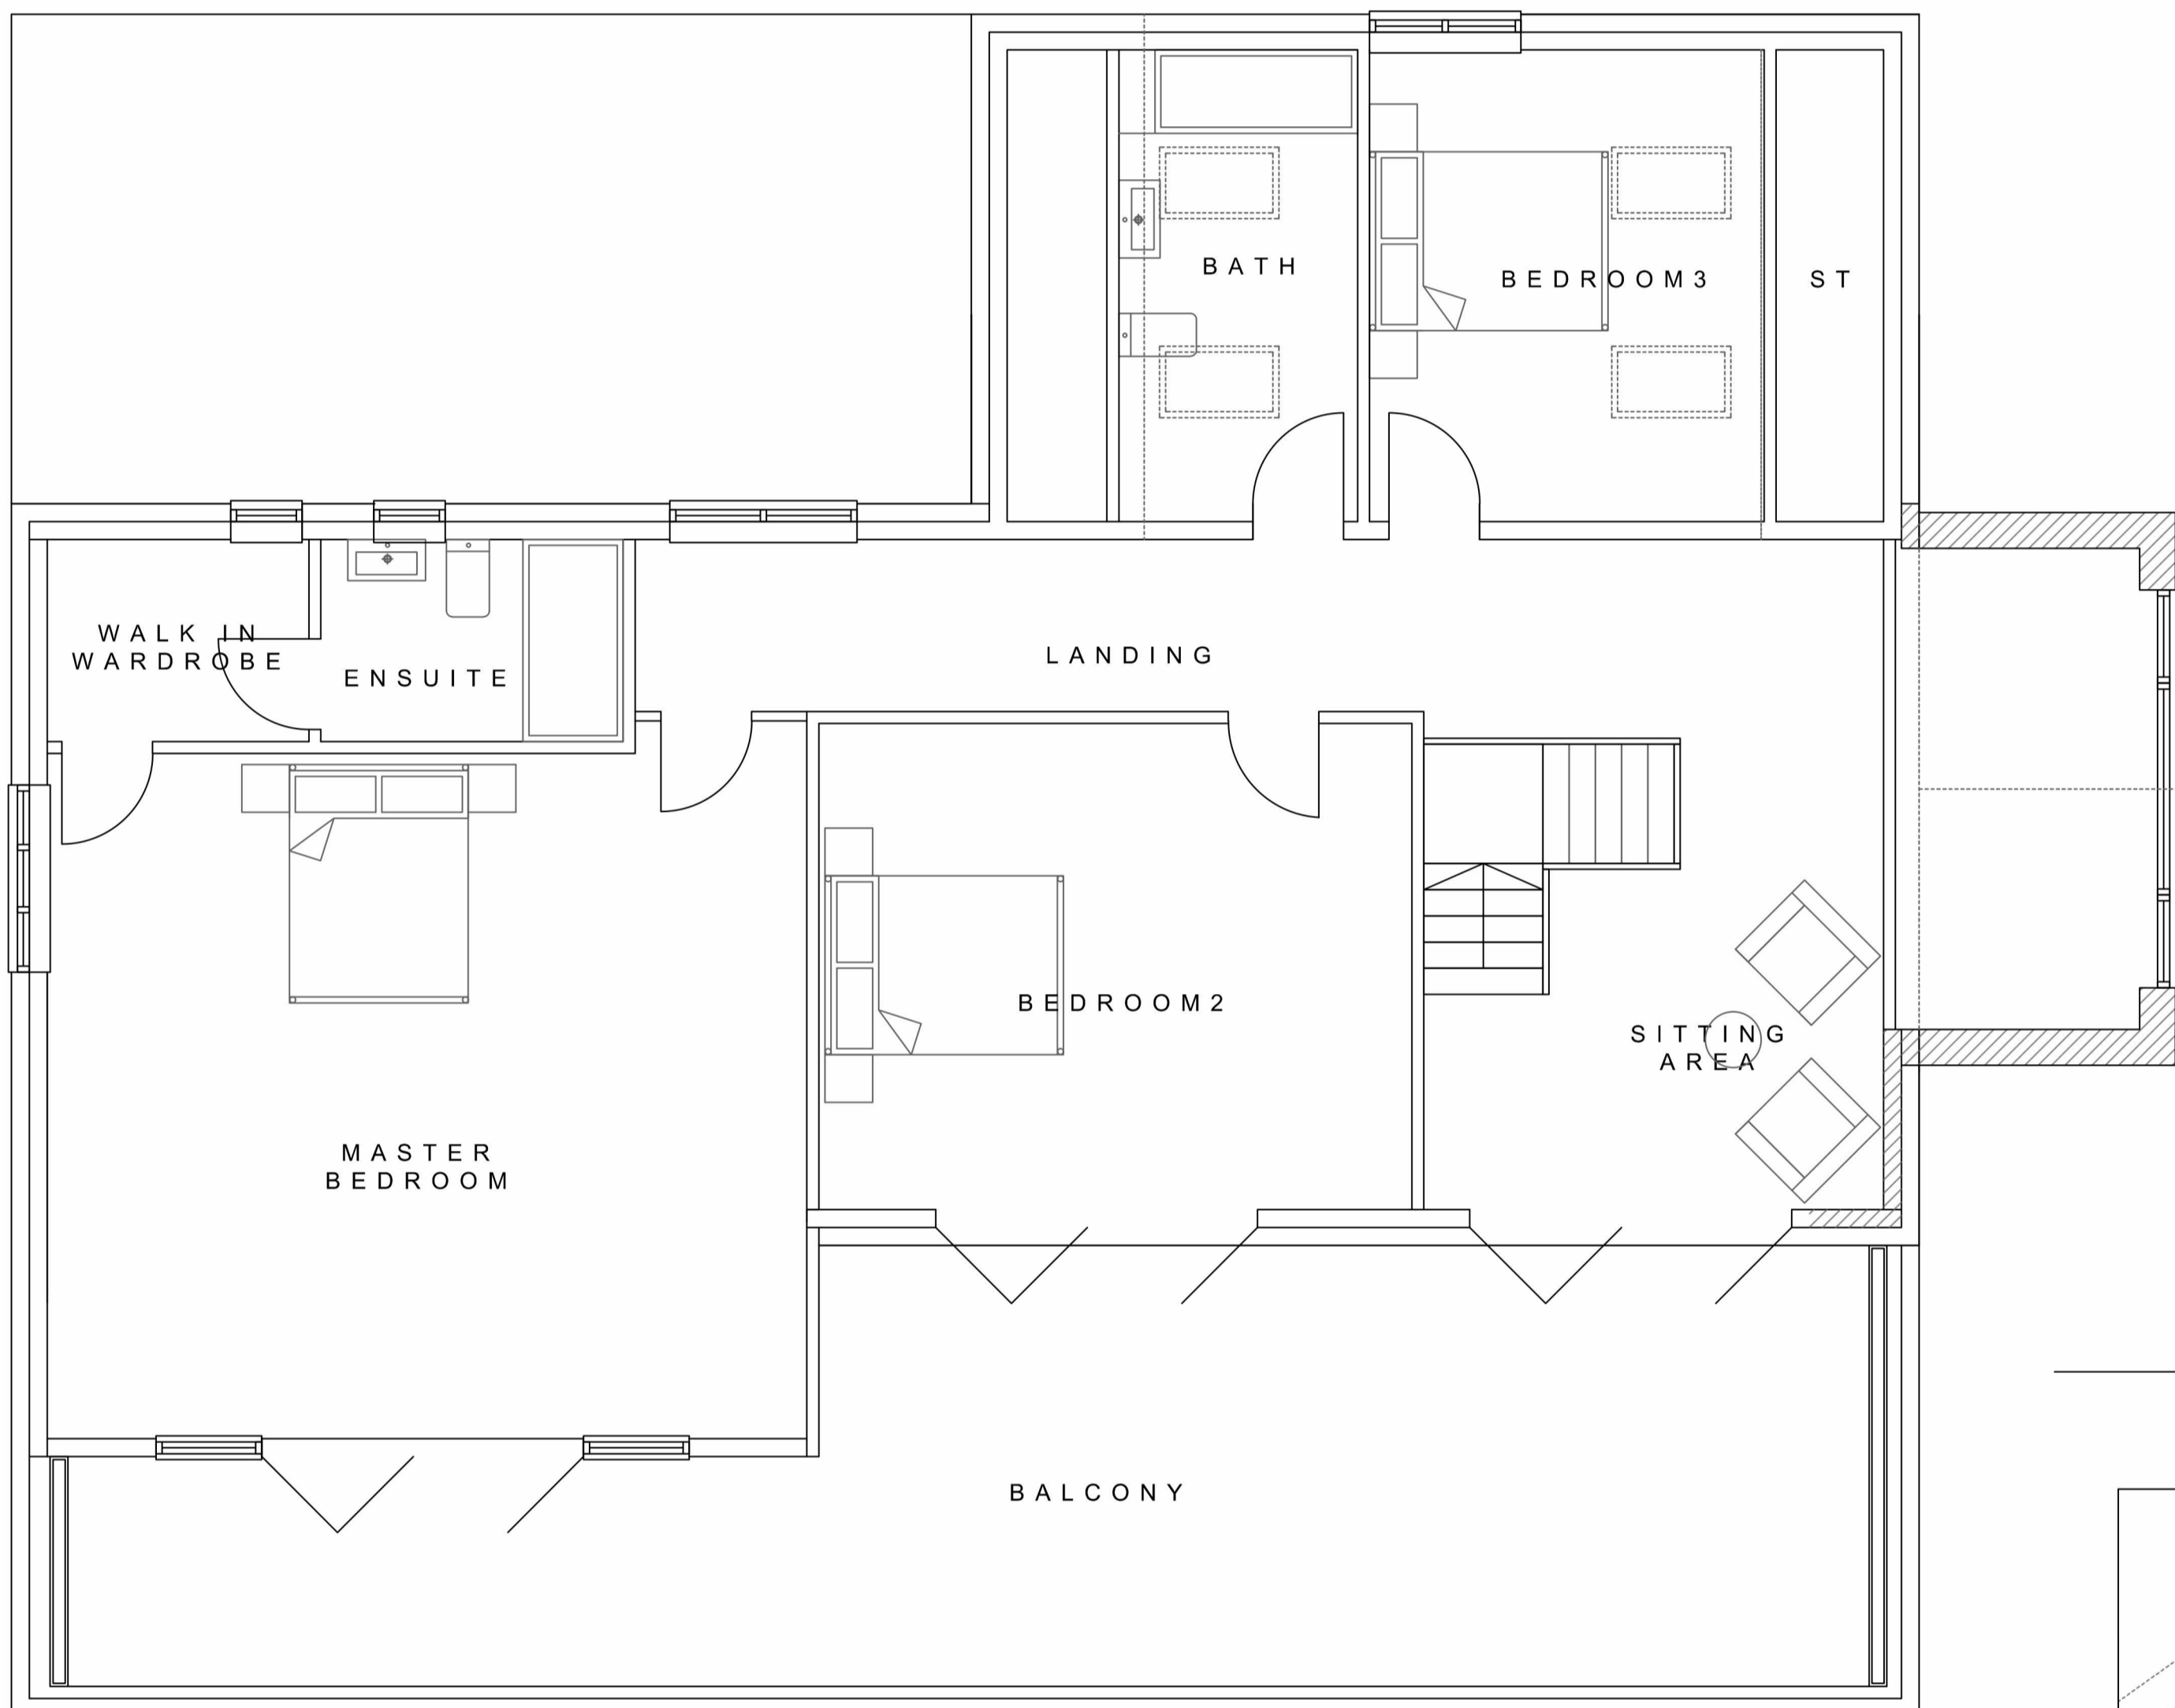 BATH
BEDROOM3
ST
WALK IN
WARDROBE
ENSUITE
LANDING
BEDROOM2
SITTING
AREA
MASTER
BEDROOM
BALCONY